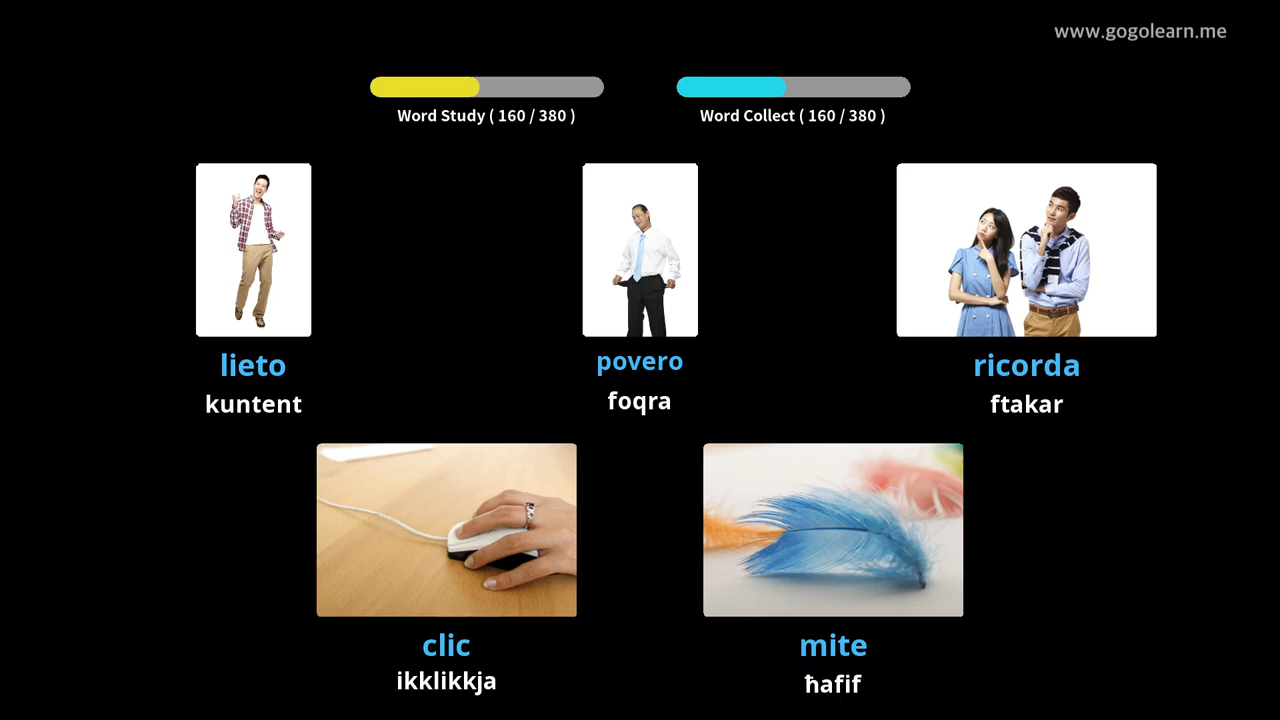 www.gogolearn.me
Word Study ( 160 / 380 )
Word Collect ( 160 / 380 )
lieto
kuntent
povero
foqra
ricorda
ftakar
clic
ikklikkja
mite
ħafif